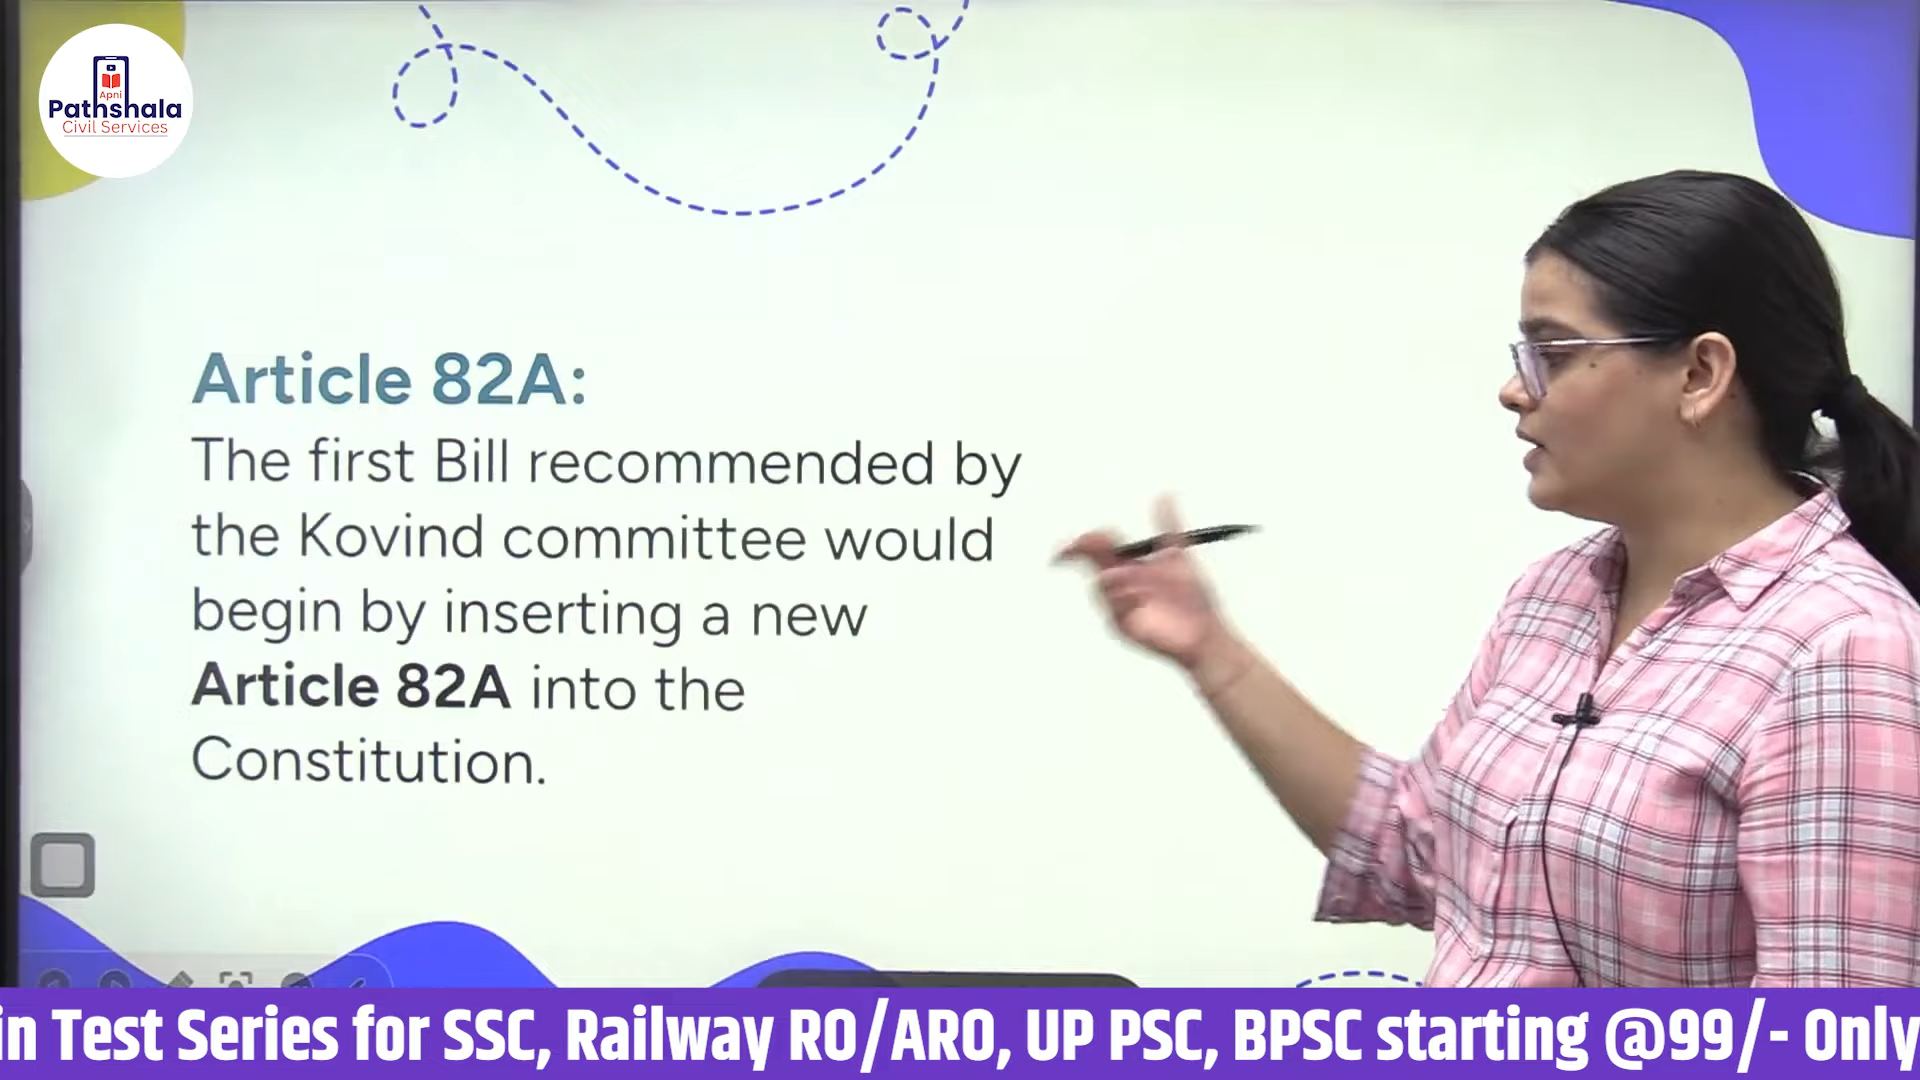 Apni
Pathshala
Civil Services
Article 82A:
The first Bill recommended by
the Kovind committee would
begin by inserting a new
Article 82A into the
Constitution.
in Test Series for SSC, Railway RO/ARO, UP PSC, BPSC starting @99/- Only